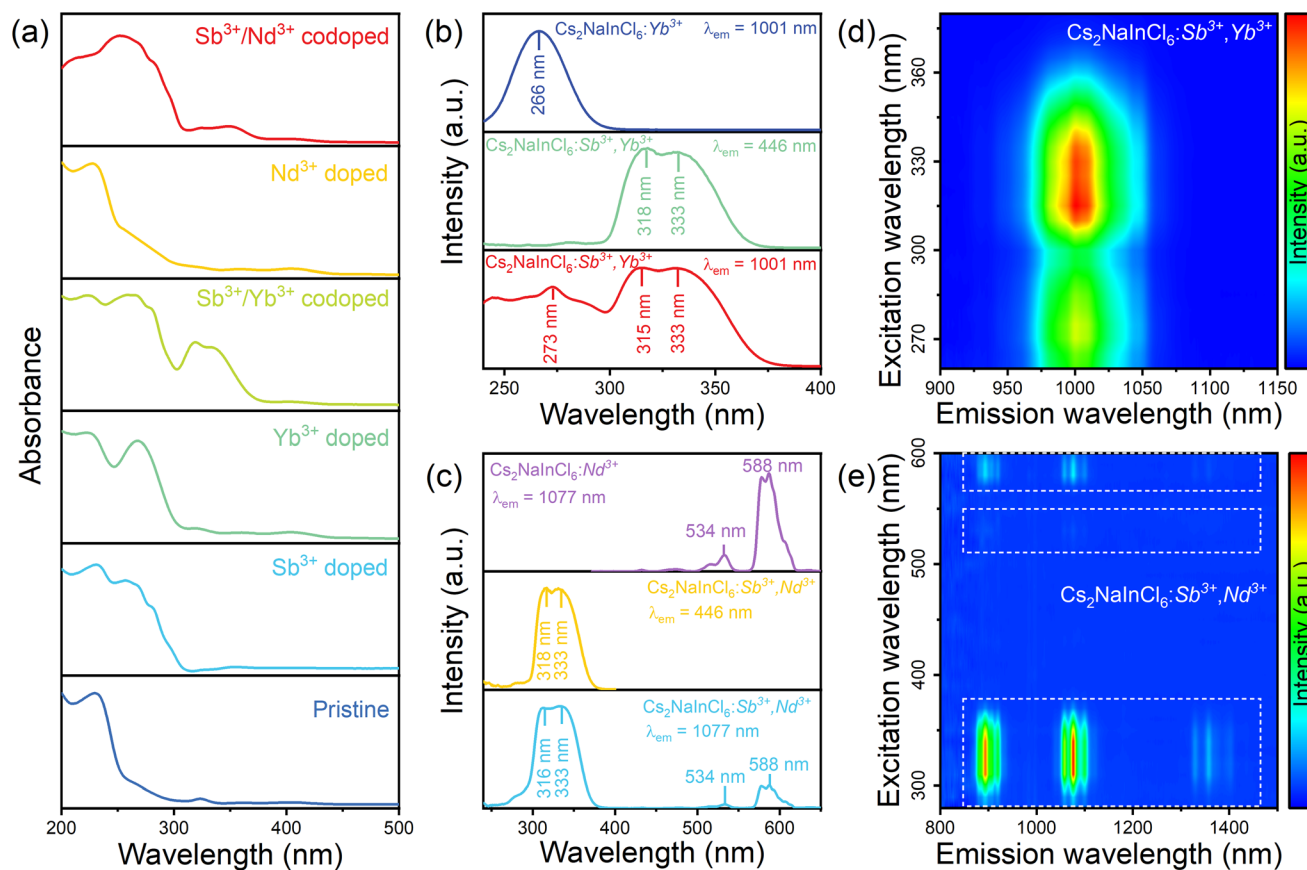 (a)
Sb³⁺/Nd³⁺ codoped
Nd³⁺ doped
Sb³⁺/Yb³⁺ codoped
Yb³⁺ doped
Sb³⁺ doped
Pristine
Absorbance
200 300 400 500
Wavelength (nm)
(b)
Cs₂NaInCl₆:Yb³⁺ λem = 1001 nm
266 nm
Cs₂NaInCl₆:Sb³⁺,Yb³⁺ λem = 446 nm
318 nm
333 nm
Cs₂NaInCl₆:Sb³⁺,Yb³⁺ λem = 1001 nm
273 nm
315 nm
333 nm
Intensity (a.u.)
250 300 350 400
Wavelength (nm)
(c)
Cs₂NaInCl₆:Nd³⁺
λem = 1077 nm
534 nm
588 nm
Cs₂NaInCl₆:Sb³⁺,Nd³⁺
λem = 446 nm
318 nm
333 nm
Cs₂NaInCl₆:Sb³⁺,Nd³⁺
λem = 1077 nm
316 nm
333 nm
534 nm
588 nm
Intensity (a.u.)
300 400 500 600
Wavelength (nm)
(d)
Cs₂NaInCl₆:Sb³⁺,Yb³⁺
Excitation wavelength (nm)
360
330
300
270
900 950 1000 1050 1100 1150
Emission wavelength (nm)
Intensity (a.u.)
(e)
Cs₂NaInCl₆:Sb³⁺,Nd³⁺
Excitation wavelength (nm)
600
500
400
300
800 1000 1200 1400
Emission wavelength (nm)
Intensity (a.u.)